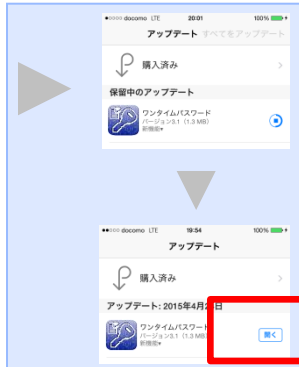 docomo LTE 20:01 100%
アップデート すべてをアップデート
購入済み
保留中のアップデート
ワンタイムパスワード
バージョン3.1 (1.3 MB)
新機能▾
docomo LTE 19:54 100%
アップデート
購入済み
アップデート: 2015年4月2 日
ワンタイムパスワード
バージョン3.1 (1.3 MB)
新機能▾
開く